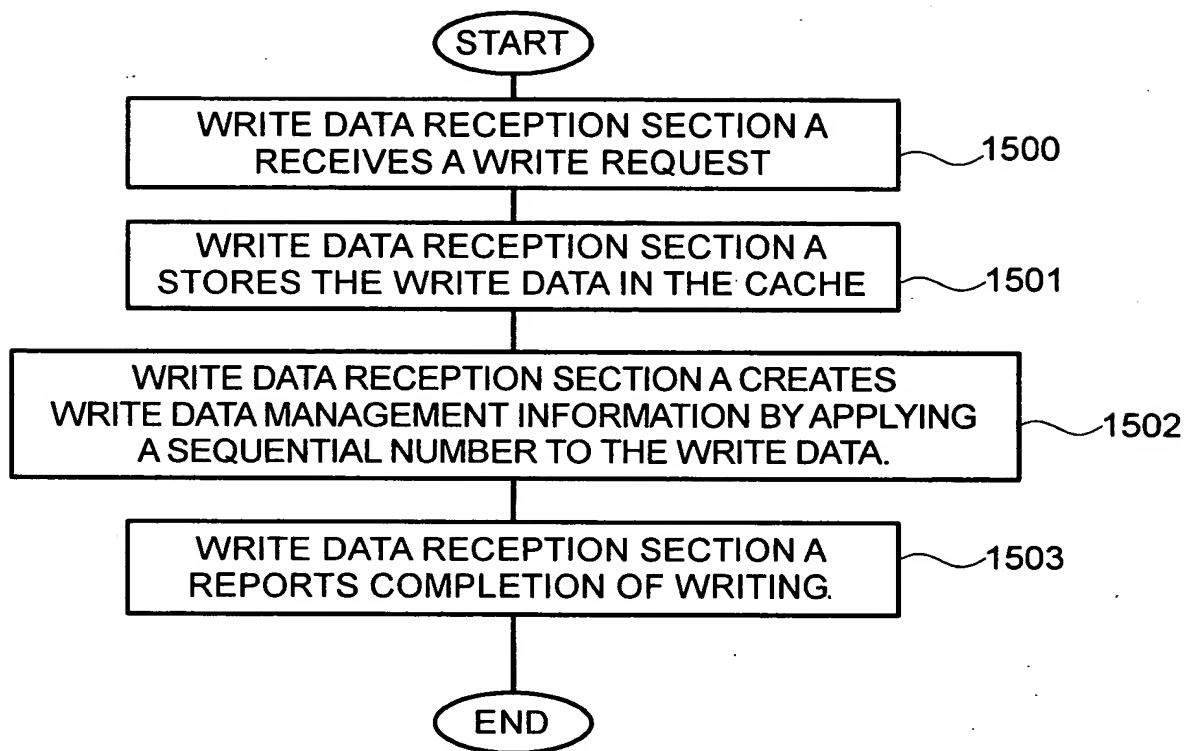 START
WRITE DATA RECEPTION SECTION A
RECEIVES A WRITE REQUEST
1500
WRITE DATA RECEPTION SECTION A
STORES THE WRITE DATA IN THE CACHE
1501
WRITE DATA RECEPTION SECTION A CREATES
WRITE DATA MANAGEMENT INFORMATION BY APPLYING
A SEQUENTIAL NUMBER TO THE WRITE DATA.
1502
WRITE DATA RECEPTION SECTION A
REPORTS COMPLETION OF WRITING.
1503
END